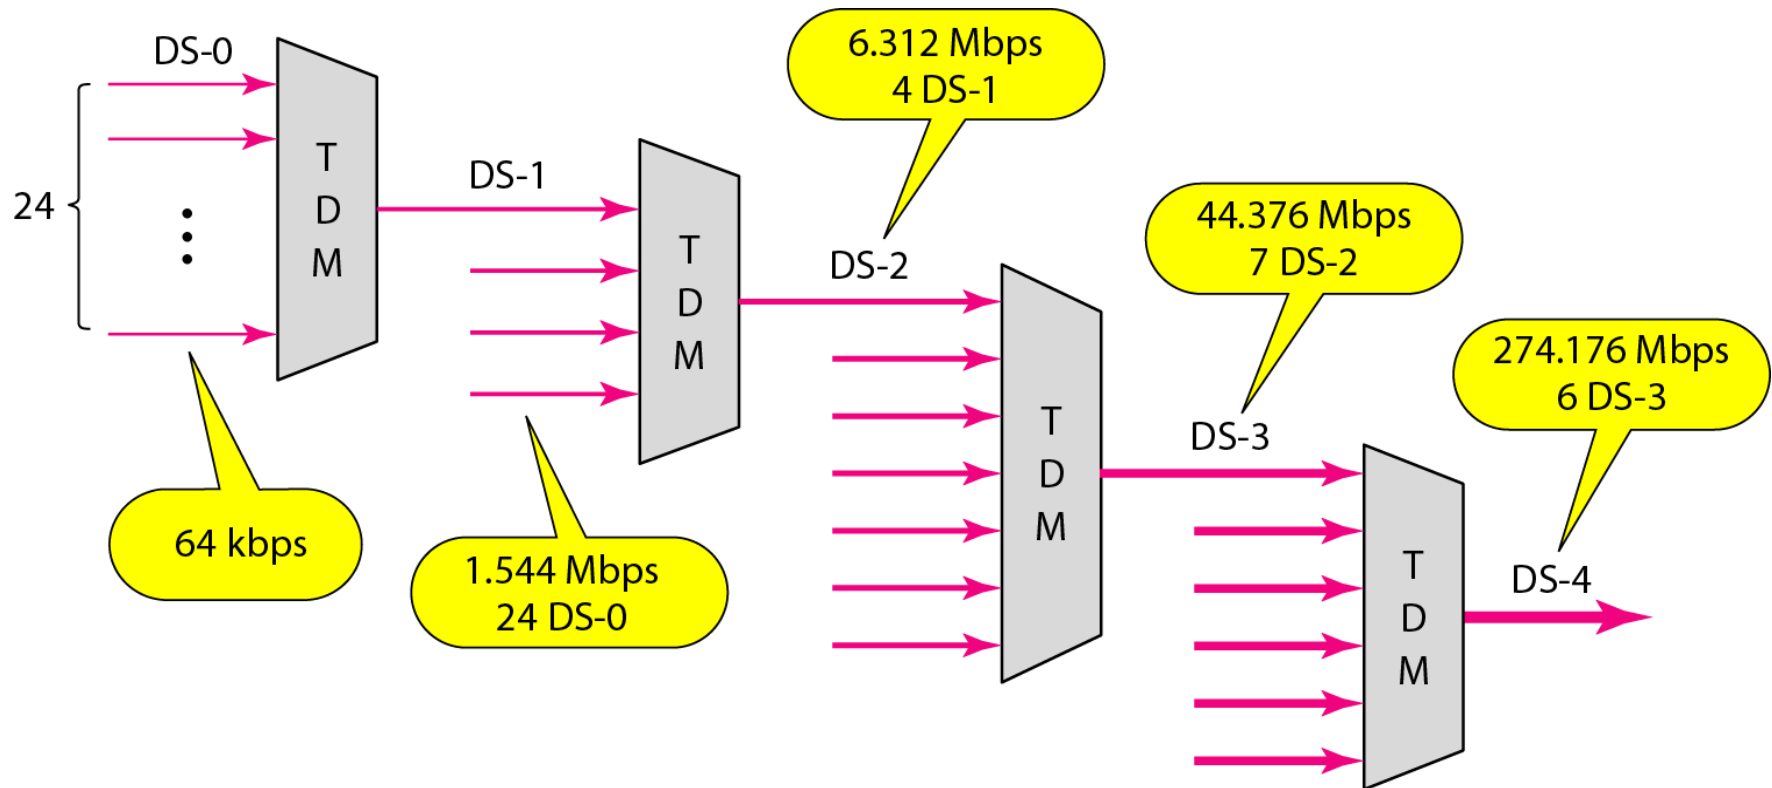 DS-0
24
T
D
M
64 kbps
DS-1
1.544 Mbps
24 DS-0
T
D
M
6.312 Mbps
4 DS-1
DS-2
T
D
M
44.376 Mbps
7 DS-2
DS-3
T
D
M
274.176 Mbps
6 DS-3
DS-4